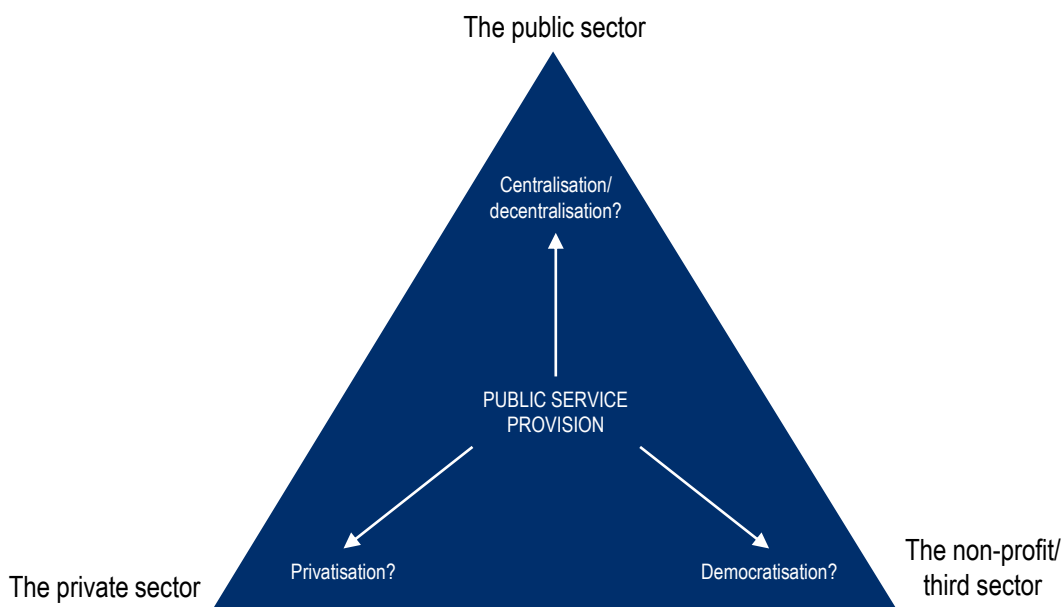 The public sector
Centralisation/
decentralisation?
PUBLIC SERVICE
PROVISION
Privatisation?
Democratisation?
The private sector
The non-profit/
third sector